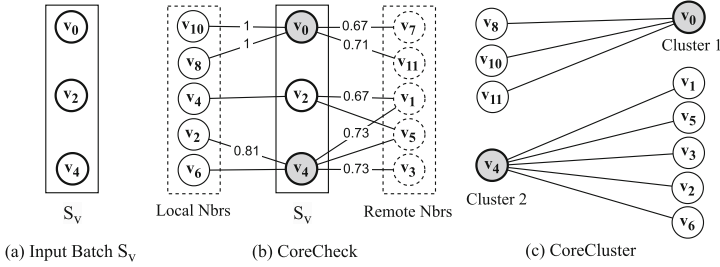 v0
v2
v4
Sv
(a) Input Batch Sv
v10
v8
v4
v2
v6
Local Nbrs
1
1
0.81
v0
v2
v4
Sv
0.67
0.71
0.67
0.73
0.73
v7
v11
v1
v5
v3
Remote Nbrs
(b) CoreCheck
v8
v10
v11
v0
Cluster 1
v4
Cluster 2
v1
v5
v3
v2
v6
(c) CoreCluster